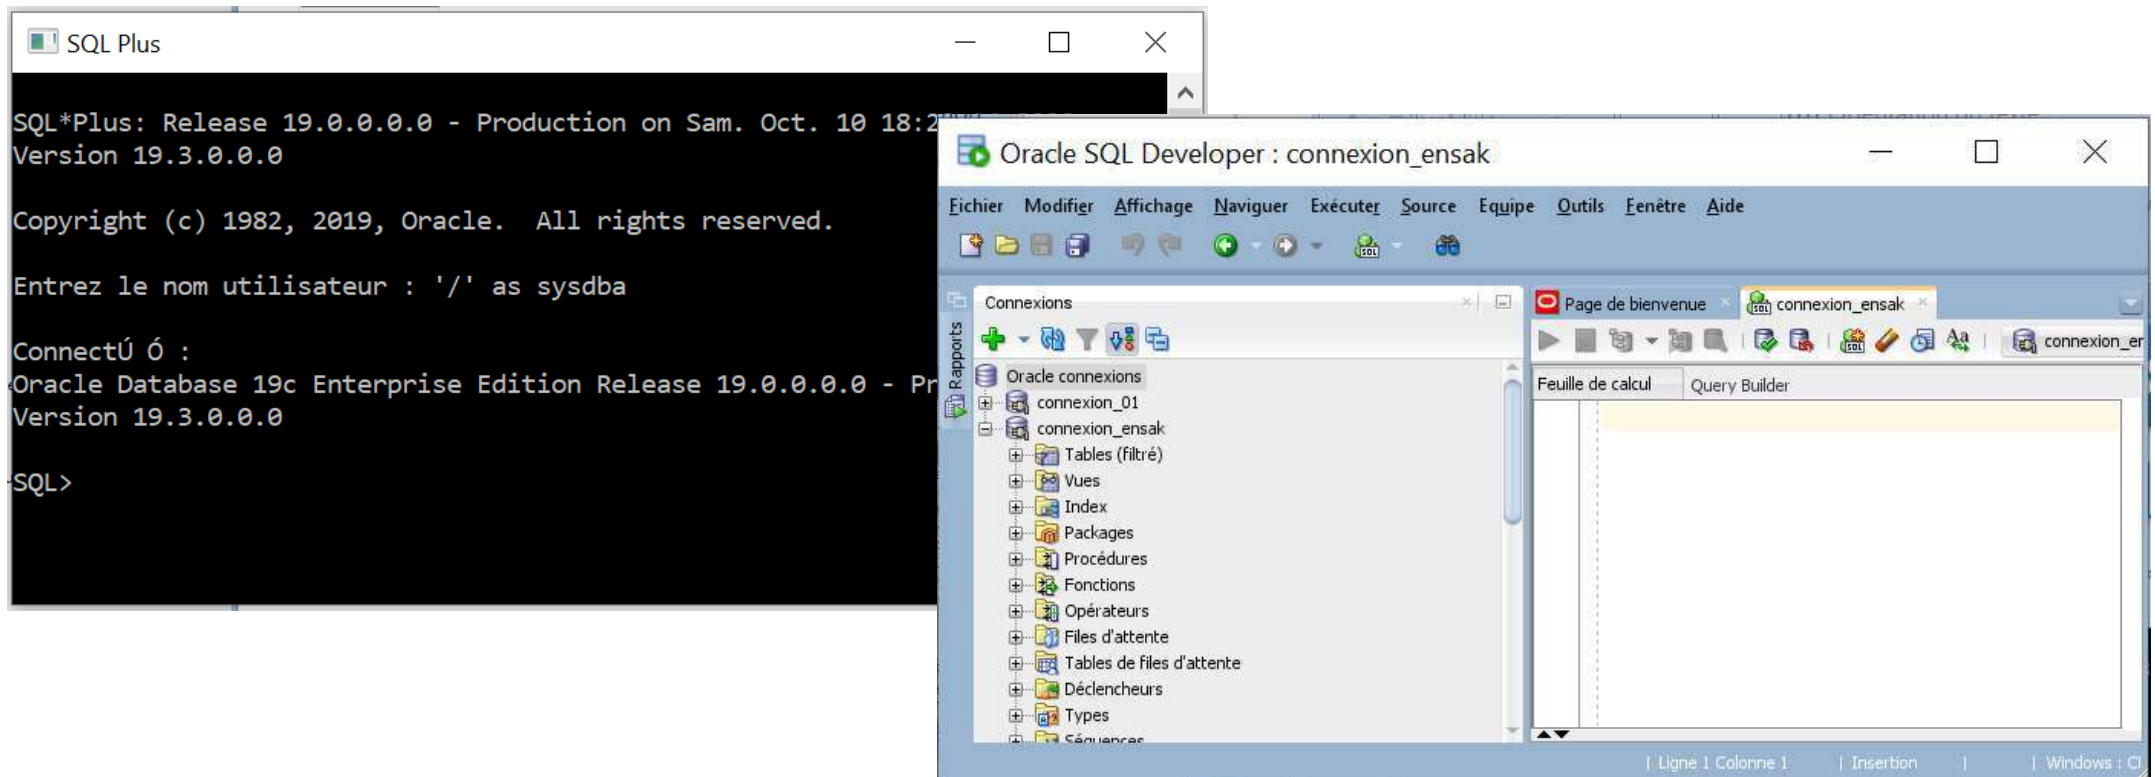 SQL Plus
SQL*Plus: Release 19.0.0.0.0 - Production on Sam. Oct. 10 18:2
Version 19.3.0.0.0
Copyright (c) 1982, 2019, Oracle.  All rights reserved.
Entrez le nom utilisateur : '/' as sysdba
ConnectÚ Ó :
Oracle Database 19c Enterprise Edition Release 19.0.0.0.0 - Pr
Version 19.3.0.0.0
SQL>
Oracle SQL Developer : connexion_ensak
Fichier Modifier Affichage Naviguer Exécuter Source Equipe Outils Fenêtre Aide
Connexions
Rapports
Oracle connexions
connexion_01
connexion_ensak
Tables (filtré)
Vues
Index
Packages
Procédures
Fonctions
Opérateurs
Files d'attente
Tables de files d'attente
Déclencheurs
Types
Séquences
Page de bienvenue connexion_ensak
connexion_er
Feuille de calcul Query Builder
| Ligne 1 Colonne 1 | Insertion | | Windows : Cl